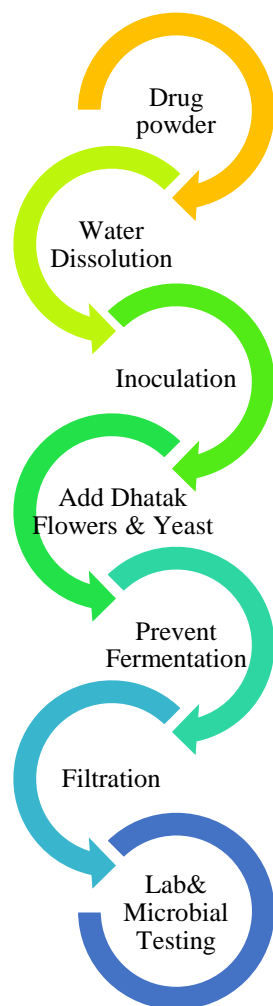 Drug
powder
Water
Dissolution
Inoculation
Add Dhatak
Flowers & Yeast
Prevent
Fermentation
Filtration
Lab&
Microbial
Testing